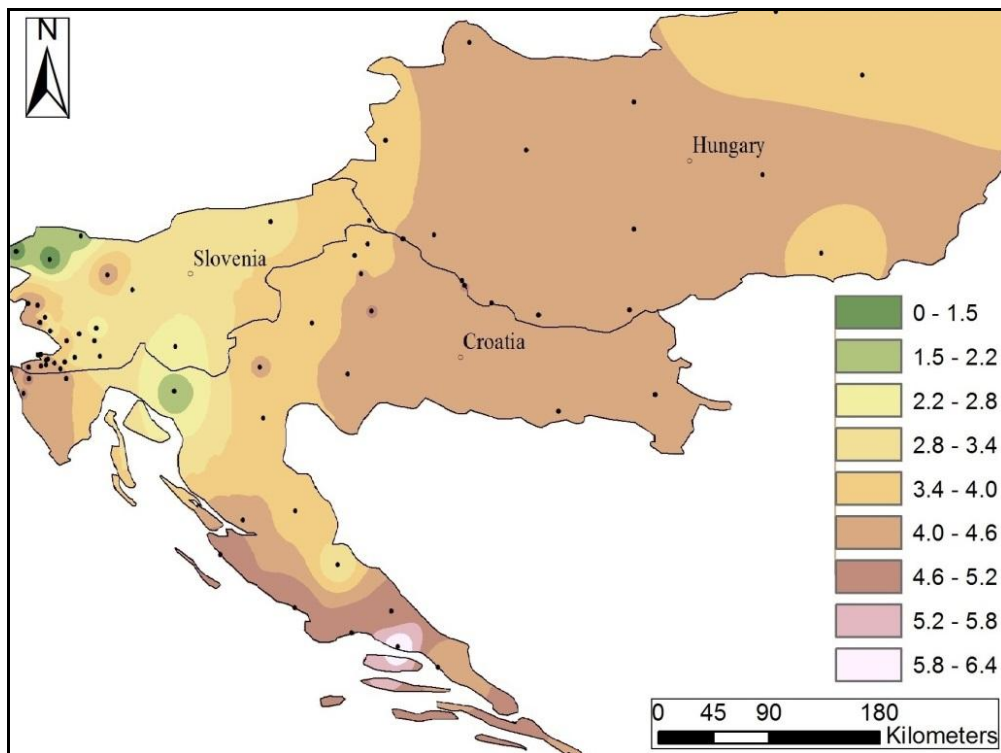 N
Hungary
Slovenia
Croatia
0 - 1.5
1.5 - 2.2
2.2 - 2.8
2.8 - 3.4
3.4 - 4.0
4.0 - 4.6
4.6 - 5.2
5.2 - 5.8
5.8 - 6.4
0 45 90 180
Kilometers